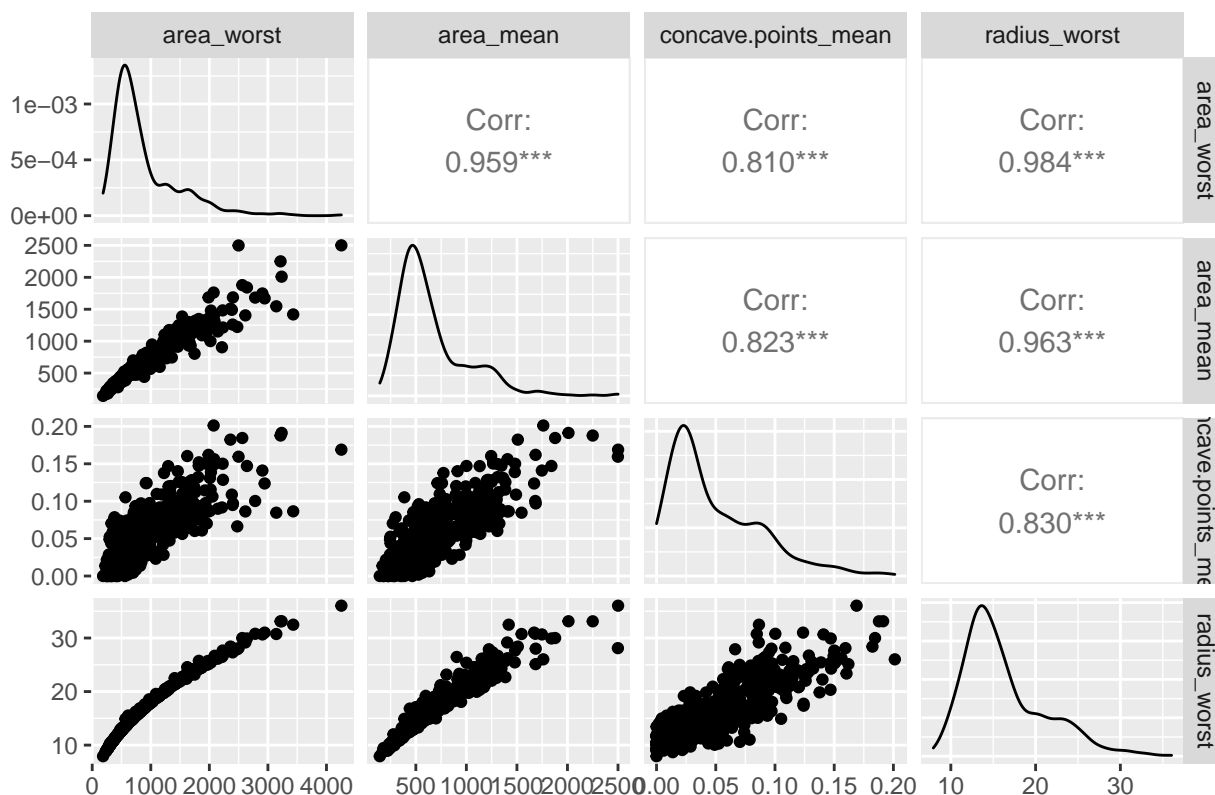 area_worst area_mean concave.points_mean radius_worst
1e−03
5e−04
0e+00
Corr:
0.959***
Corr:
0.810***
Corr:
0.984***
area_worst
2500
2000
1500
1000
500
Corr:
0.823***
Corr:
0.963***
area_mean
0.20
0.15
0.10
0.05
0.00
Corr:
0.830***
ncave.points_me
30
20
10
radius_worst
0 1000 2000 3000 4000
500 1000 1500 2000 2500
0.00 0.05 0.10 0.15 0.20
10 20 30